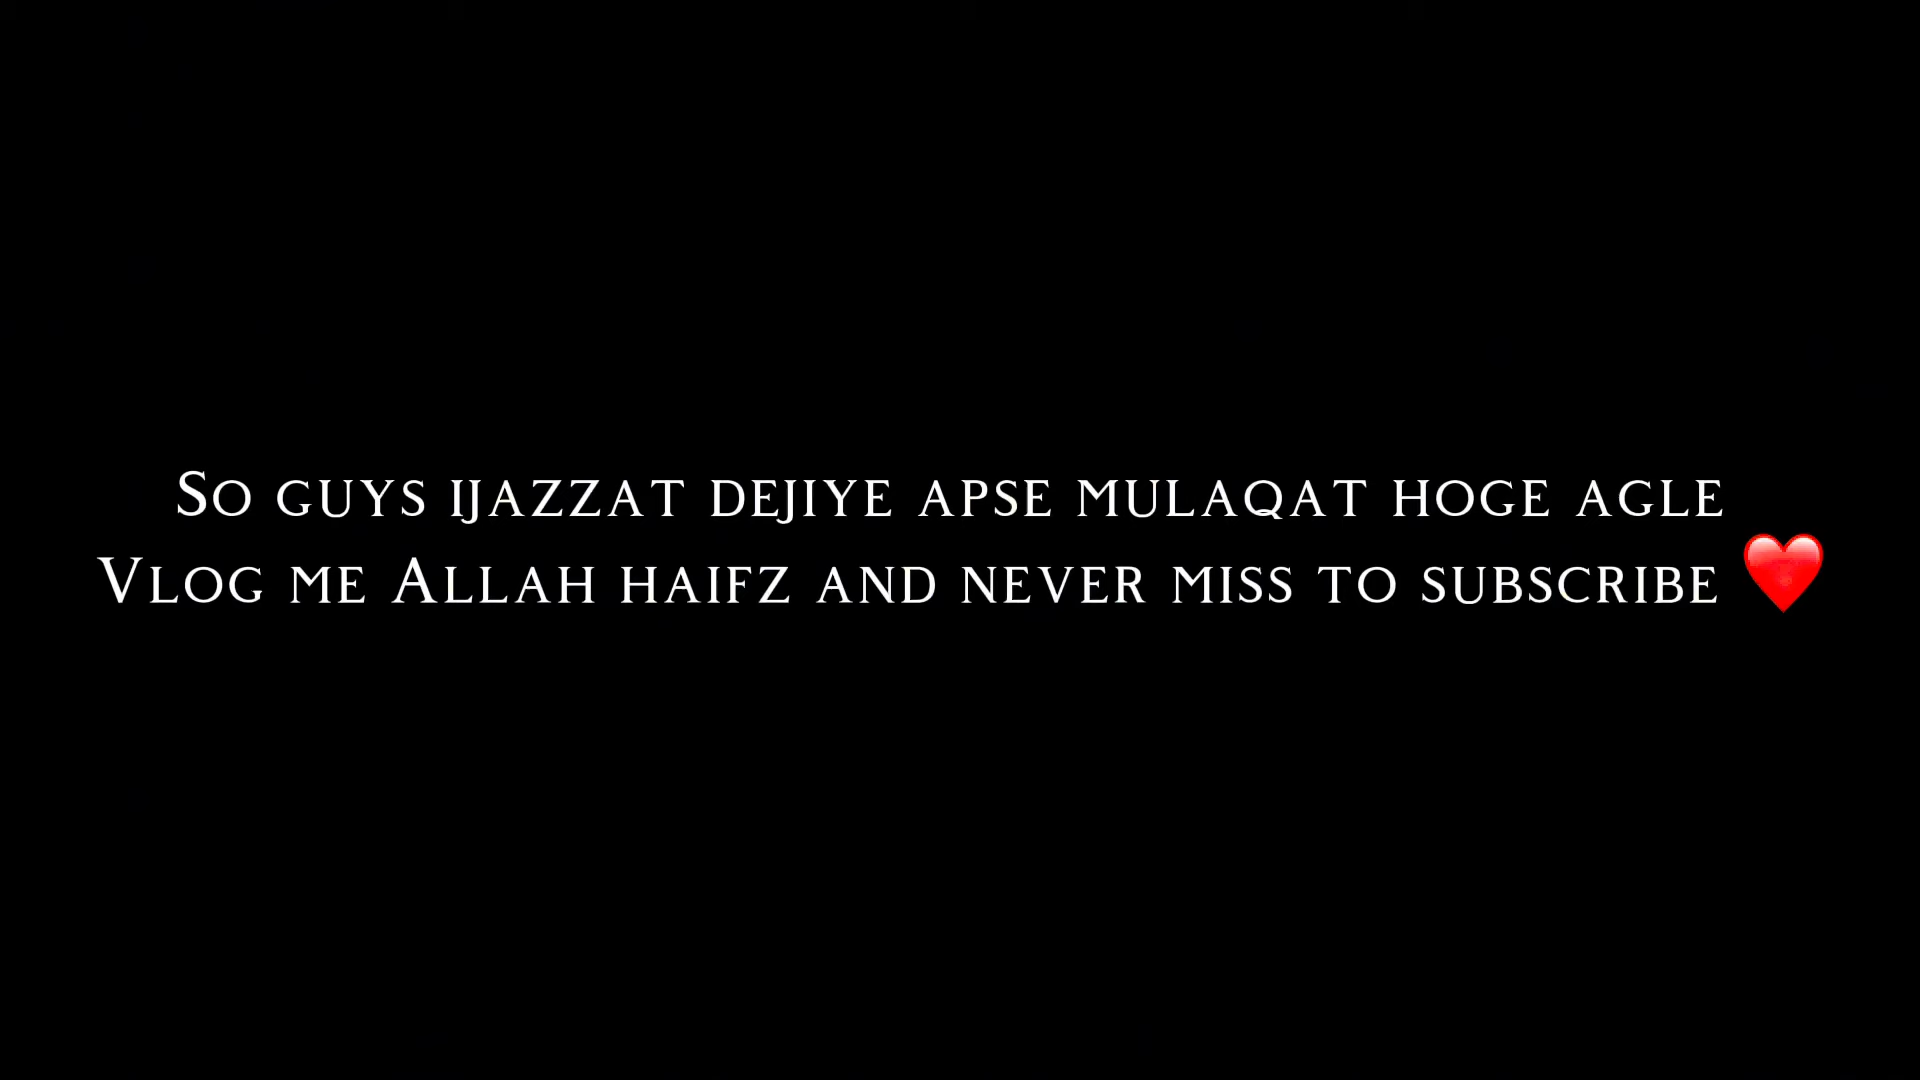 So guys ijazzat dejiye apse mulaqat hoge agle
Vlog me Allah haifz and never miss to subscribe ❤️